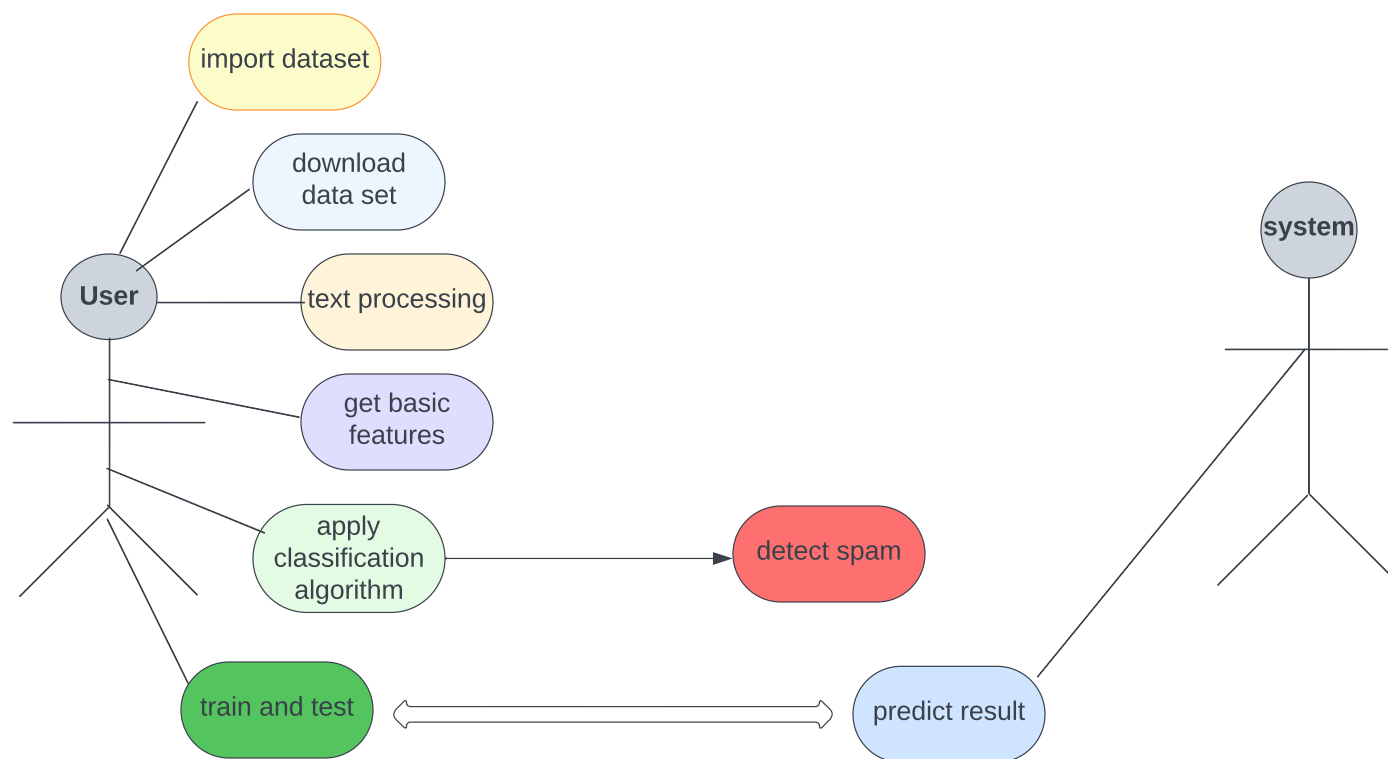 import dataset
download
data set
User
text processing
system
get basic
features
apply
classification
algorithm
detect spam
train and test
predict result